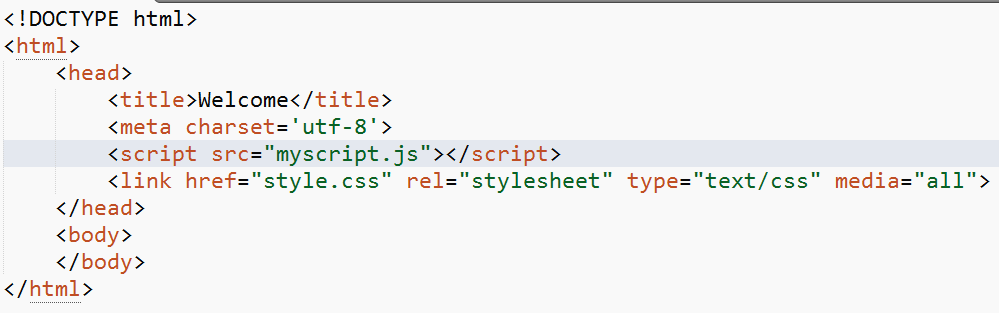 <!DOCTYPE html>
<html>
<head>
<title>Welcome</title>
<meta charset='utf-8'>
<script src="myscript.js"></script>
<link href="style.css" rel="stylesheet" type="text/css" media="all">
</head>
<body>
</body>
</html>